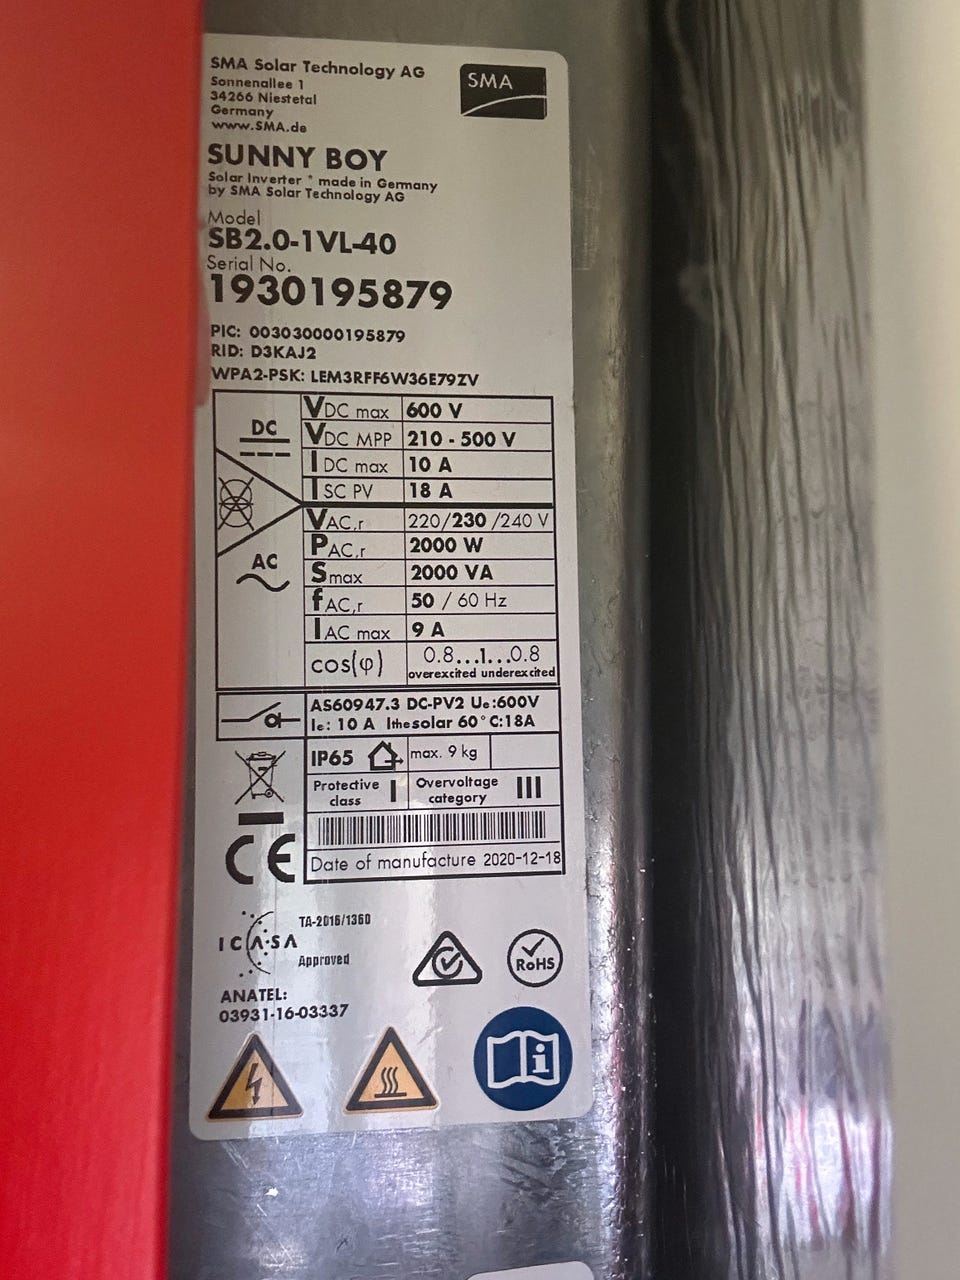 SMA Solar Technology AG
Sonnenallee 1
34266 Niestetal
Germany
www.SMA.de
SMA
SUNNY BOY
Solar Inverter * made in Germany
by SMA Solar Technology AG
Model
SB2.0-1VL-40
Serial No.
1930195879
PIC: 003030000195879
RID: D3KAJ2
WPA2-PSK: LEM3RFF6W36E79ZV
DC
VDC max 600 V
VDC MPP 210 - 500 V
IDC max 10 A
ISC PV 18 A
AC
VAC,r 220/230 /240 V
PAC,r 2000 W
Smax 2000 VA
fAC,r 50 / 60 Hz
IAC max 9 A
cos(φ) 0.8...1...0.8
overexcited underexcited
AS60947.3 DC-PV2 Ue:600V
Ie: 10 A Ithe solar 60°C:18A
IP65 max. 9 kg
Protective class I Overvoltage category III
CE
Date of manufacture 2020-12-18
ICASA
TA-2016/1360
Approved
RoHS
ANATEL:
03931-16-03337